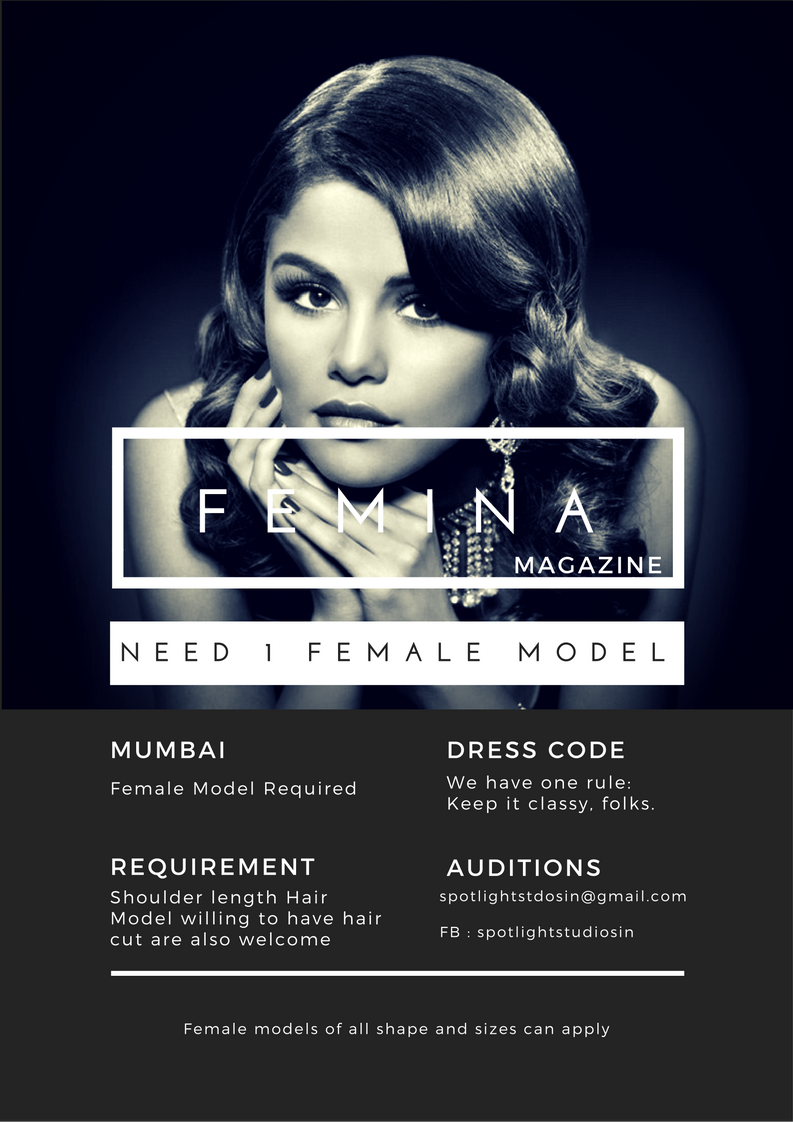 FEMINA
MAGAZINE
NEED 1 FEMALE MODEL
MUMBAI
Female Model Required
DRESS CODE
We have one rule:
Keep it classy, folks.
REQUIREMENT
Shoulder length Hair
Model willing to have hair
cut are also welcome
AUDITIONS
spotlightstdosin@gmail.com
FB : spotlightstudiosin
Female models of all shape and sizes can apply